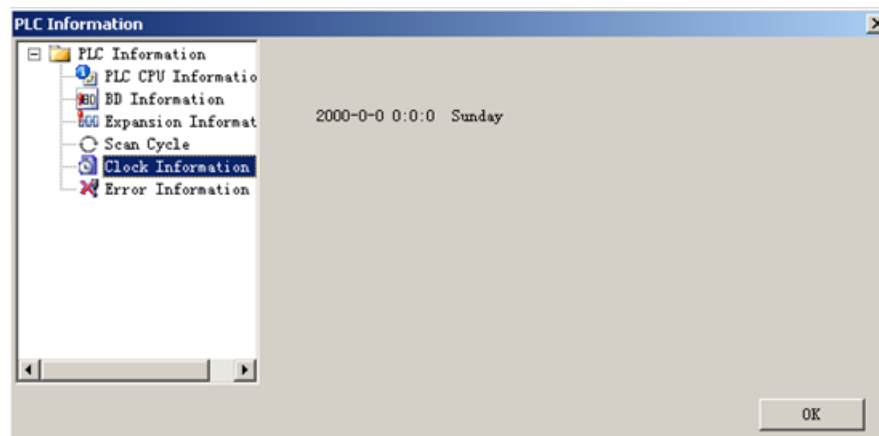 PLC Information
PLC Information
PLC CPU Informatio
BD Information
Expansion Informat
Scan Cycle
Clock Information
Error Information
2000-0-0 0:0:0 Sunday
OK